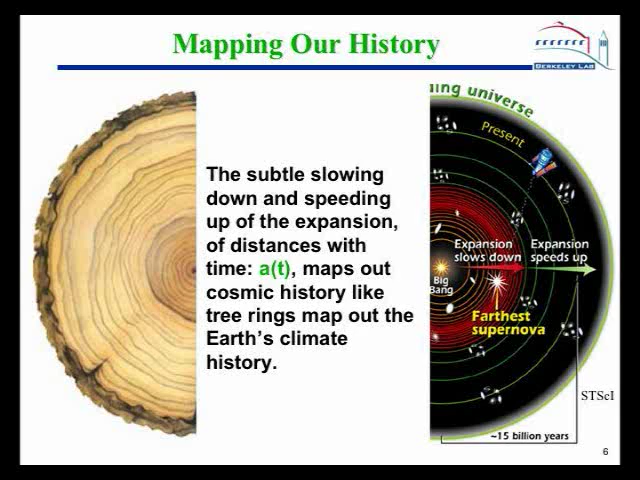 Mapping Our History
BERKELEY LAB
The subtle slowing
down and speeding
up of the expansion,
of distances with
time: a(t), maps out
cosmic history like
tree rings map out the
Earth's climate
history.
universe
Present
Expansion
slows down
Expansion
speeds up
Big
Bang
Farthest
supernova
STScI
~15 billion years
6